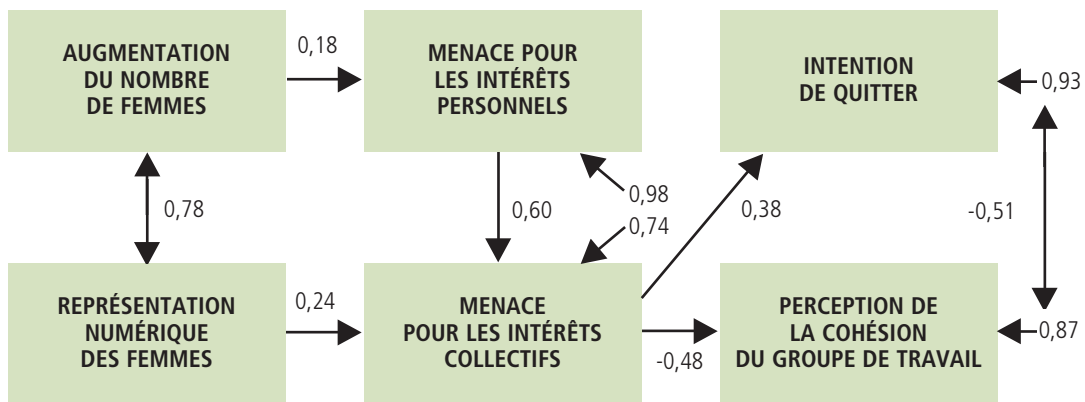 AUGMENTATION
DU NOMBRE
DE FEMMES
0,18
MENACE POUR
LES INTÉRÊTS
PERSONNELS
INTENTION
DE QUITTER
0,93
0,78
0,60
0,98
0,74
0,38
-0,51
REPRÉSENTATION
NUMÉRIQUE
DES FEMMES
0,24
MENACE
POUR LES INTÉRÊTS
COLLECTIFS
-0,48
PERCEPTION DE
LA COHÉSION
DU GROUPE DE TRAVAIL
0,87